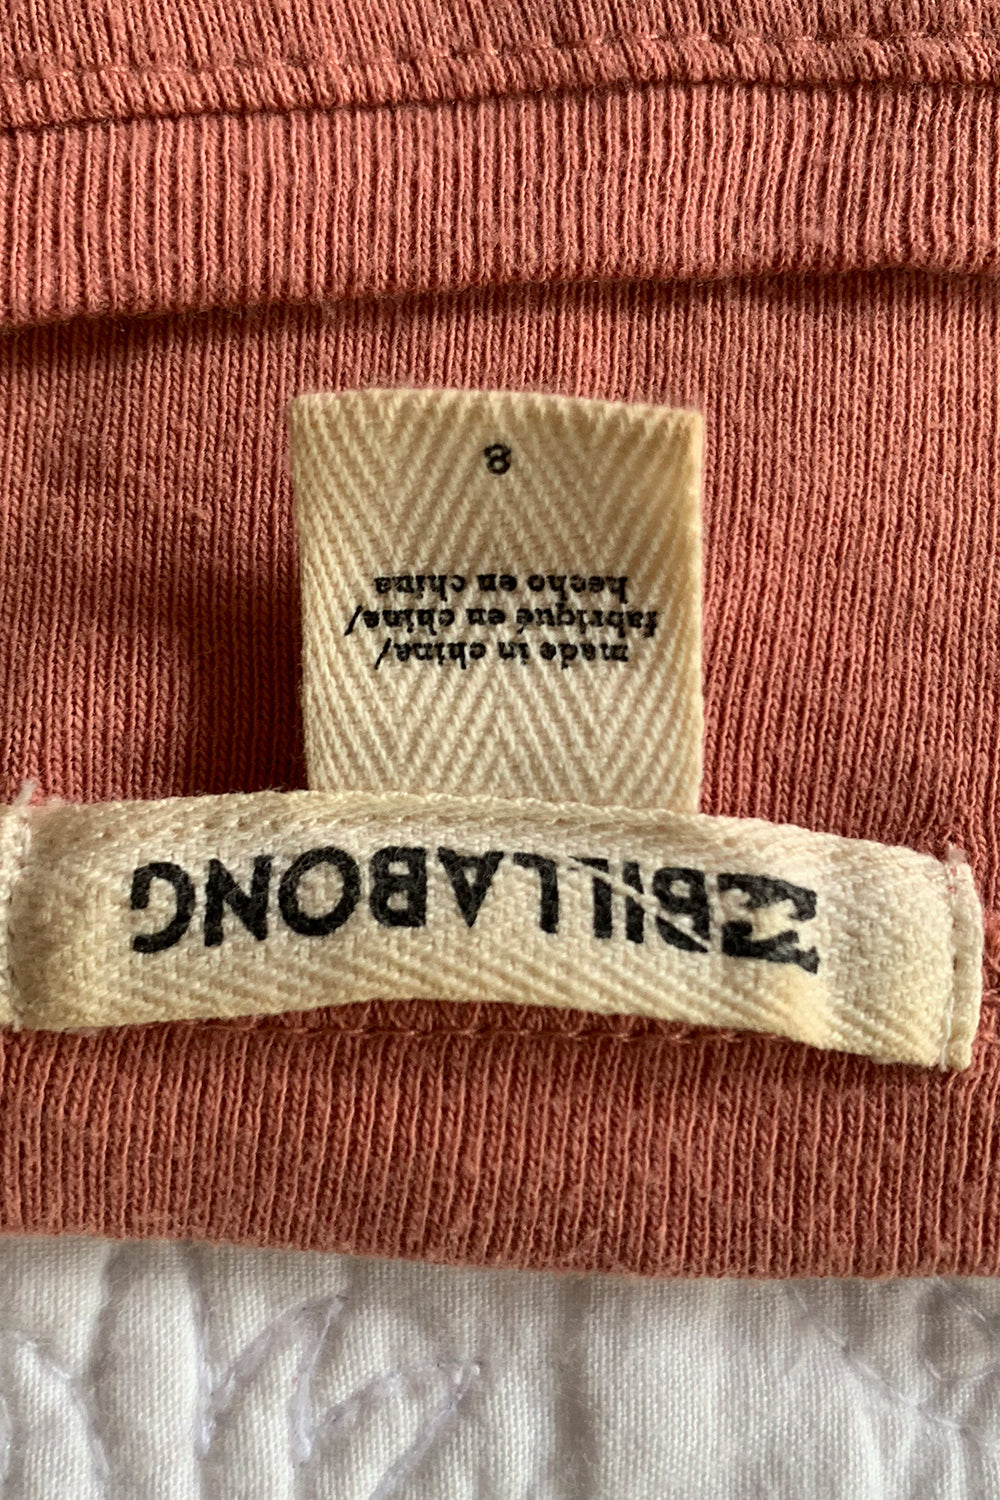 BILLABONG
made in china/
fabriqué en chine/
hecho en china
8